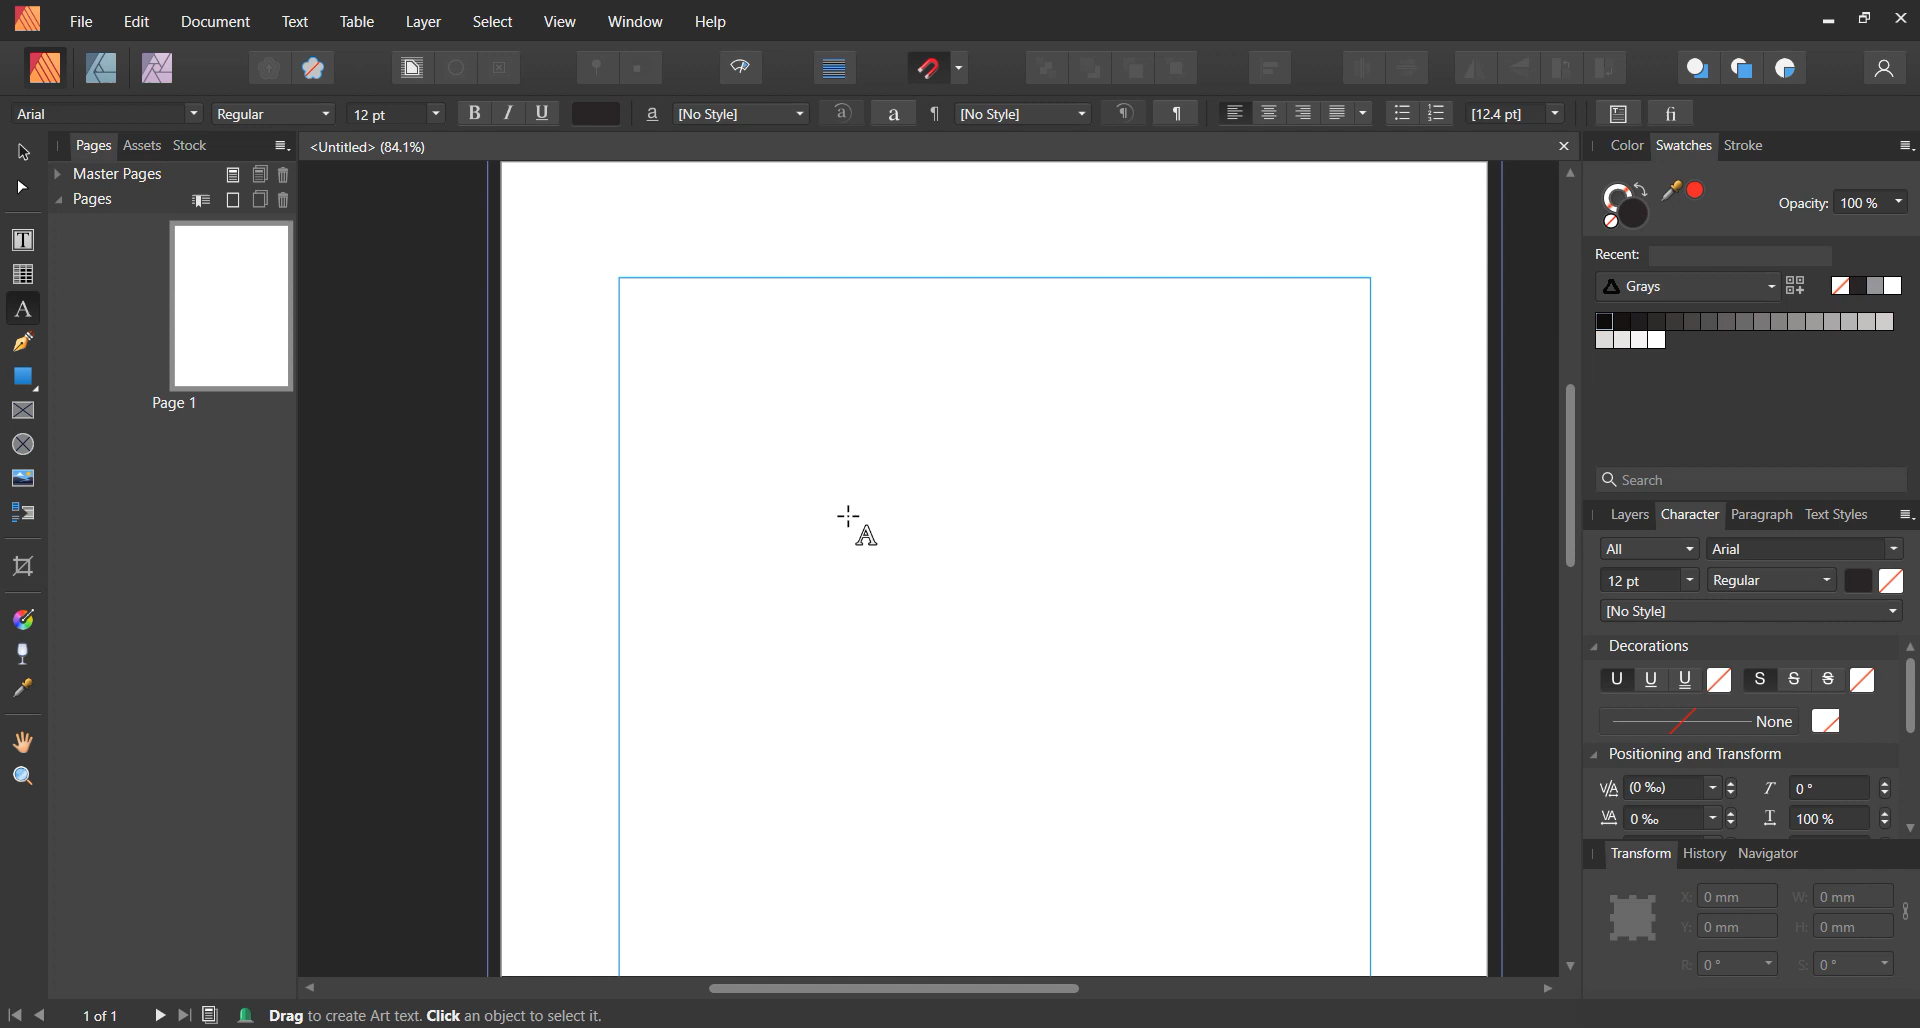 File Edit Document Text Table Layer Select View Window Help
Arial Regular 12 pt B I U a [No Style] a a ¶ [No Style] ¶ ¶ [12.4 pt] fi
Pages Assets Stock
<Untitled> (84.1%)
Color Swatches Stroke
Master Pages
Pages
Page 1
Opacity: 100 %
Recent:
Grays
Search
Layers Character Paragraph Text Styles
All Arial
12 pt Regular
[No Style]
Decorations
U U U S S S
None
Positioning and Transform
V/A (0 ‰) T 0 °
VA 0 ‰ T 100 %
Transform History Navigator
X: 0 mm W: 0 mm
Y: 0 mm H: 0 mm
R: 0 ° S: 0 °
1 of 1 Drag to create Art text. Click an object to select it.